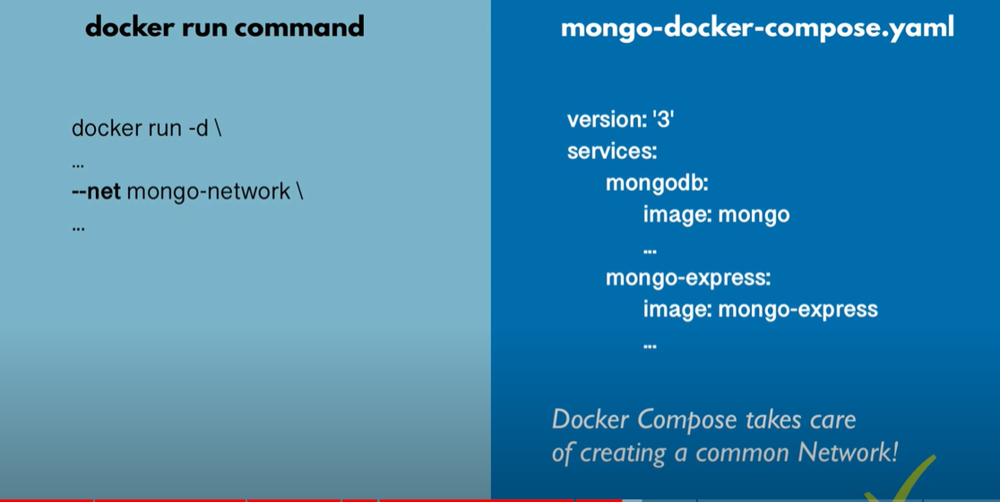 docker run command
docker run -d \
...
--net mongo-network \
...
mongo-docker-compose.yaml
version: '3'
services:
mongodb:
image: mongo
...
mongo-express:
image: mongo-express
...
Docker Compose takes care
of creating a common Network!